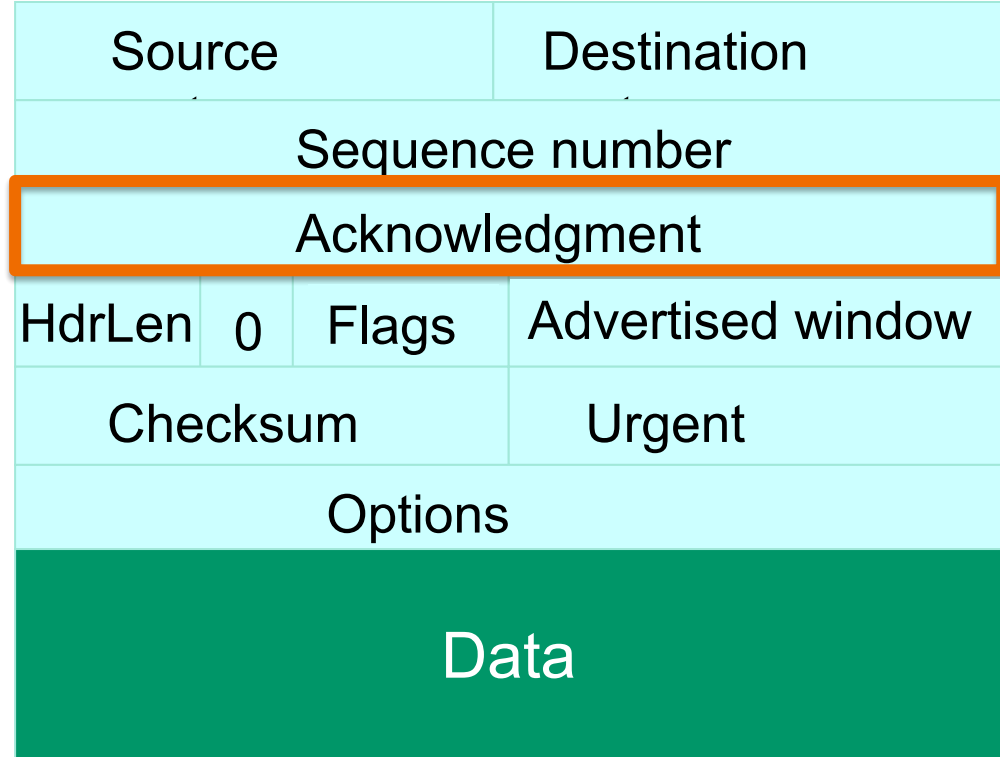 Source Destination
Sequence number
Acknowledgment
HdrLen 0 Flags Advertised window
Checksum Urgent
Options
Data